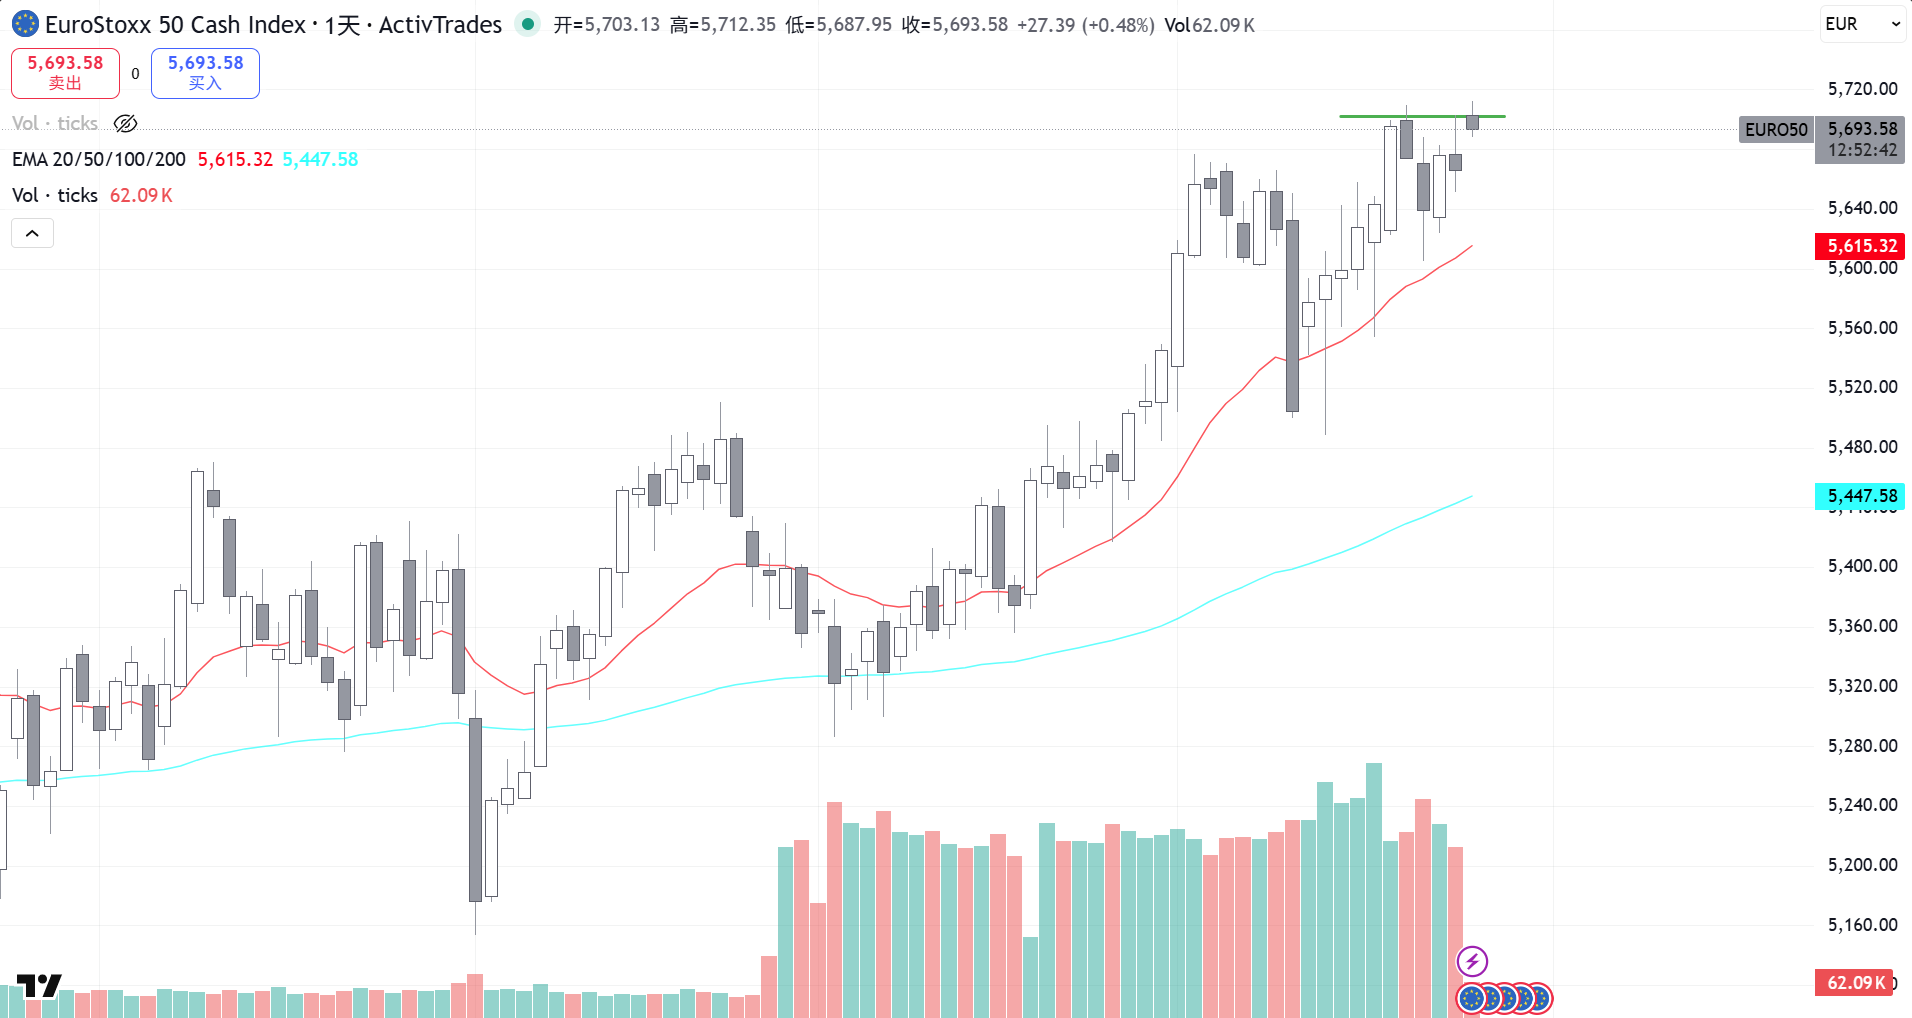 EuroStoxx 50 Cash Index · 1天 · ActivTrades 开=5,703.13 高=5,712.35 低=5,687.95 收=5,693.58 +27.39 (+0.48%) Vol62.09 K
EUR
5,693.58
卖出
0
5,693.58
买入
Vol · ticks
EMA 20/50/100/200 5,615.32 5,447.58
Vol · ticks 62.09 K
5,720.00
EURO50 5,693.58
12:52:42
5,640.00
5,615.32
5,600.00
5,560.00
5,520.00
5,480.00
5,447.58
5,400.00
5,360.00
5,320.00
5,280.00
5,240.00
5,200.00
5,160.00
62.09 K